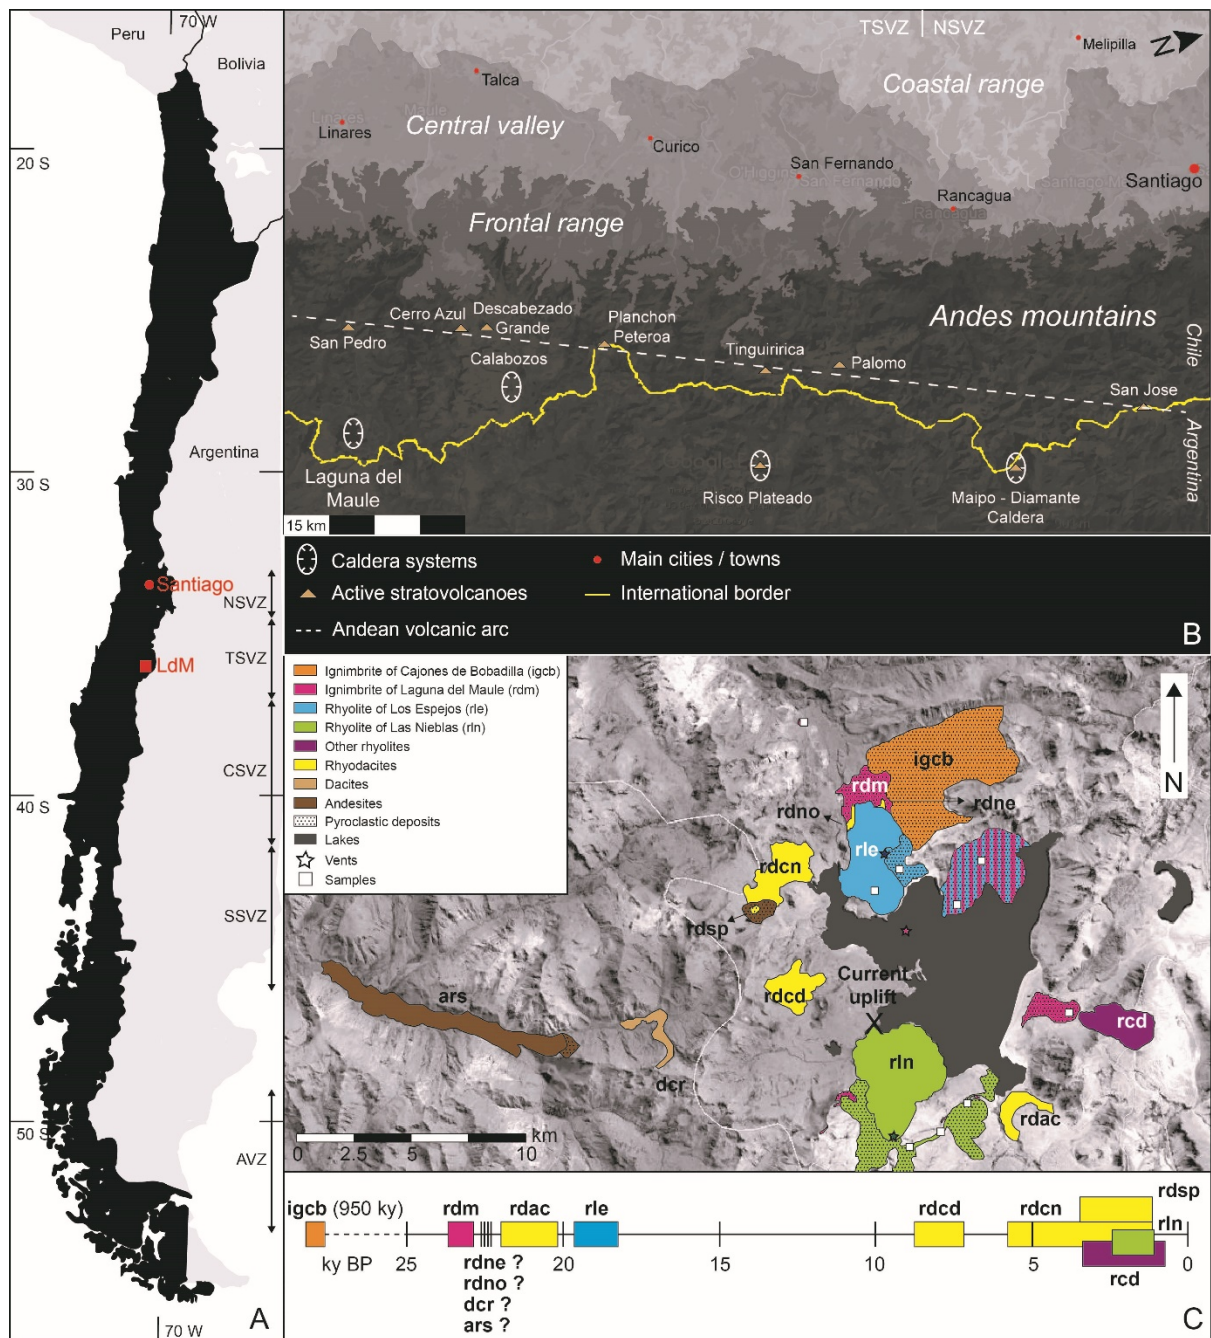 70 W
Peru
Bolivia
20 S
Argentina
30 S
Santiago
NSVZ
LdM
TSVZ
CSVZ
40 S
SSVZ
50 S
AVZ
70 W
A
TSVZ
NSVZ
N
Melipilla
Talca
Coastal range
Linares
Maule
Linares
Central valley
Curico
San Fernando
O'Higgins
San Fernando
Santiago M
Santiago
Rancagua
Rancagua
Frontal range
Cerro Azul
Descabezado
Grande
Planchon
Peteroa
Andes mountains
Chile
San Pedro
Calabozos
Tinguiririca
Palomo
San Jose
Argentina
Laguna del
Maule
Risco Plateado
Maipo - Diamante
Caldera
15 km
Caldera systems
Main cities / towns
Active stratovolcanoes
International border
Andean volcanic arc
B
Ignimbrite of Cajones de Bobadilla (igcb)
Ignimbrite of Laguna del Maule (rdm)
Rhyolite of Los Espejos (rle)
Rhyolite of Las Nieblas (rln)
Other rhyolites
Rhyodacites
Dacites
Andesites
Pyroclastic deposits
Lakes
Vents
Samples
N
igcb
rdm
rdne
rdno
rle
rdcn
rdsp
Current
uplift
rdcd
ars
rcd
rln
dcr
rdac
0 2.5 5 10 km
igcb (950 ky)
rdm
rdac
rle
rdcd
rdcn
rdsp
rln
rcd
ky BP 25 20 15 10 5 0
rdne ?
rdno ?
dcr ?
ars ?
C